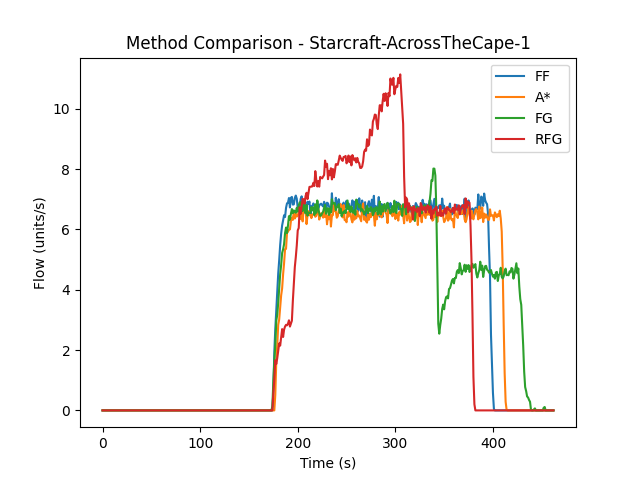 Method Comparison - Starcraft-AcrossTheCape-1
FF
A*
FG
RFG
Flow (units/s)
10
8
6
4
2
0
0 100 200 300 400
Time (s)